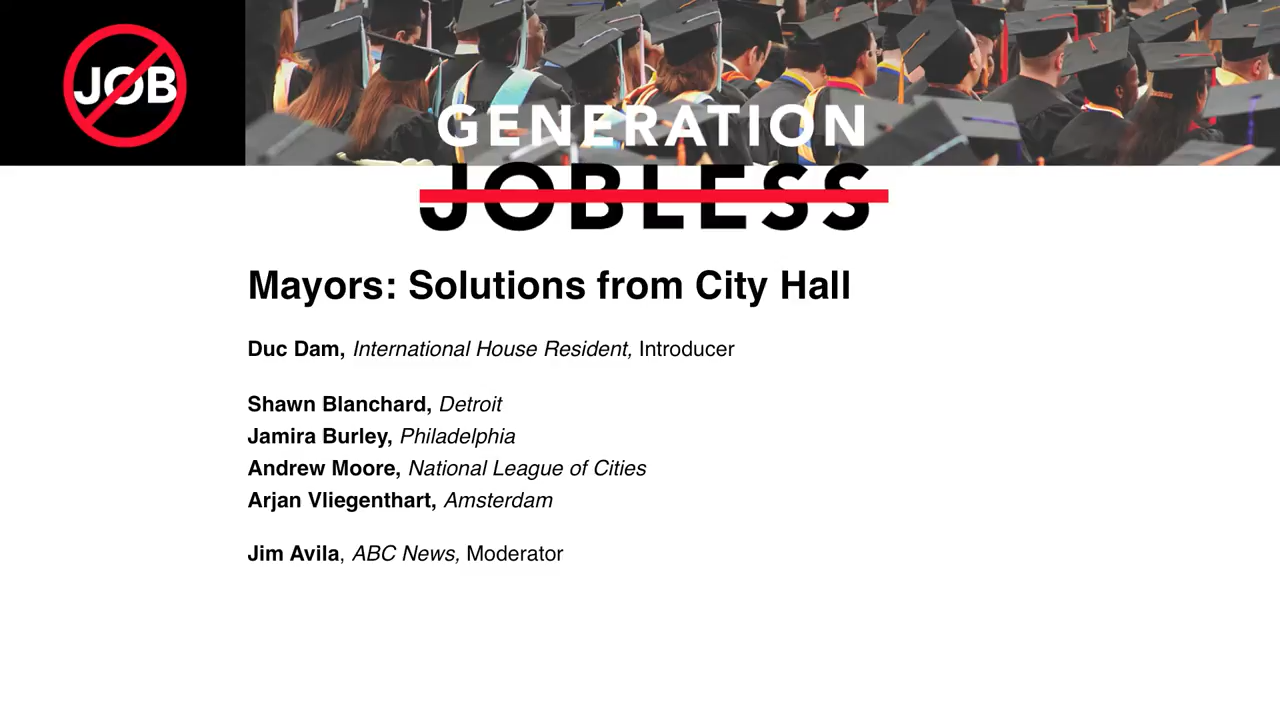 JOB
GENERATION
JOBLESS
Mayors: Solutions from City Hall
Duc Dam, International House Resident, Introducer
Shawn Blanchard, Detroit
Jamira Burley, Philadelphia
Andrew Moore, National League of Cities
Arjan Vliegenthart, Amsterdam
Jim Avila, ABC News, Moderator